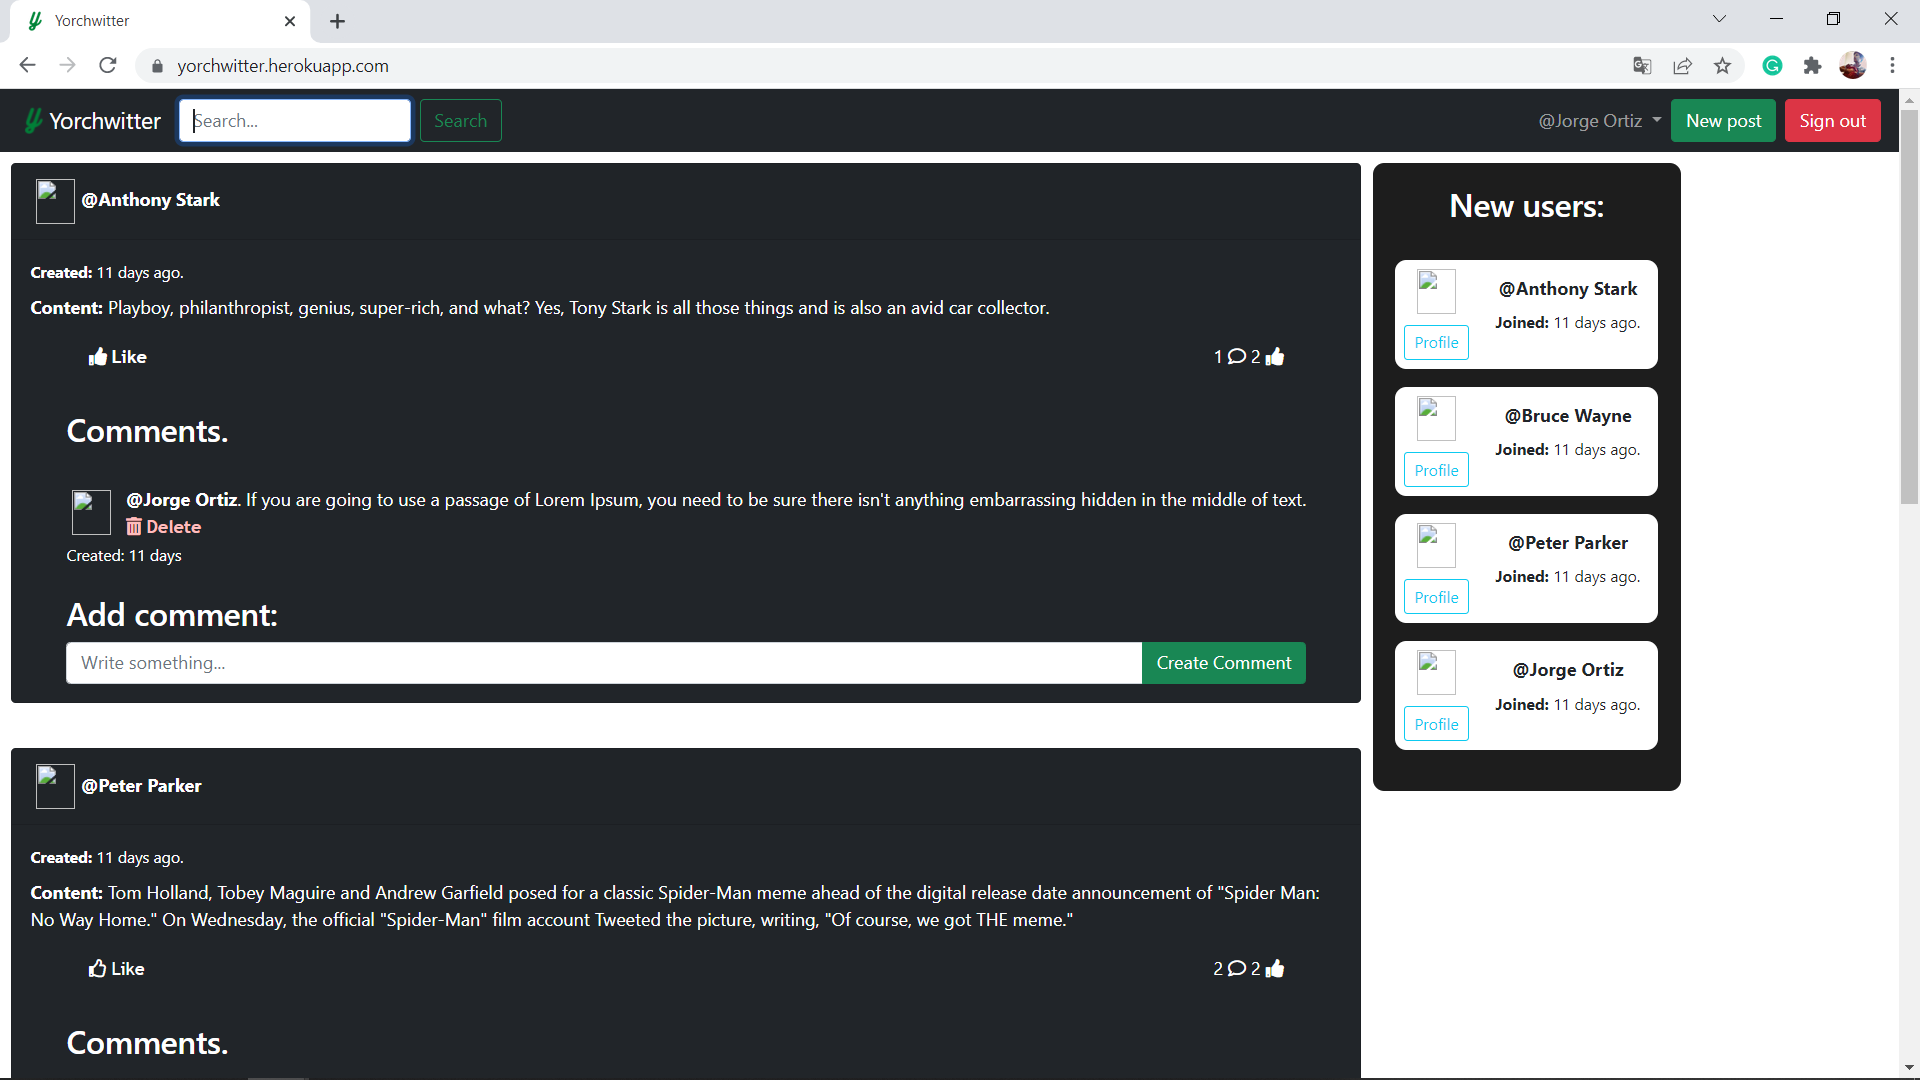 Yorchwitter
yorchwitter.herokuapp.com
Yorchwitter
Search...
Search
@Jorge Ortiz
New post
Sign out
@Anthony Stark
Created: 11 days ago.
Content: Playboy, philanthropist, genius, super-rich, and what? Yes, Tony Stark is all those things and is also an avid car collector.
Like
1 2
Comments.
@Jorge Ortiz. If you are going to use a passage of Lorem Ipsum, you need to be sure there isn't anything embarrassing hidden in the middle of text.
Delete
Created: 11 days
Add comment:
Write something...
Create Comment
@Peter Parker
Created: 11 days ago.
Content: Tom Holland, Tobey Maguire and Andrew Garfield posed for a classic Spider-Man meme ahead of the digital release date announcement of "Spider Man:
No Way Home." On Wednesday, the official "Spider-Man" film account Tweeted the picture, writing, "Of course, we got THE meme."
Like
2 2
Comments.
New users:
@Anthony Stark
Joined: 11 days ago.
Profile
@Bruce Wayne
Joined: 11 days ago.
Profile
@Peter Parker
Joined: 11 days ago.
Profile
@Jorge Ortiz
Joined: 11 days ago.
Profile